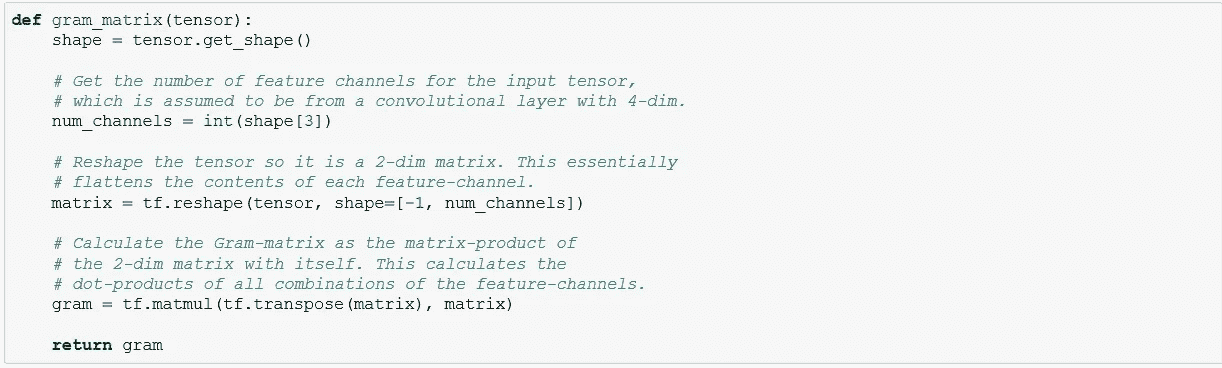 def gram_matrix(tensor):
    shape = tensor.get_shape()

    # Get the number of feature channels for the input tensor,
    # which is assumed to be from a convolutional layer with 4-dim.
    num_channels = int(shape[3])

    # Reshape the tensor so it is a 2-dim matrix. This essentially
    # flattens the contents of each feature-channel.
    matrix = tf.reshape(tensor, shape=[-1, num_channels])

    # Calculate the Gram-matrix as the matrix-product of
    # the 2-dim matrix with itself. This calculates the
    # dot-products of all combinations of the feature-channels.
    gram = tf.matmul(tf.transpose(matrix), matrix)

    return gram